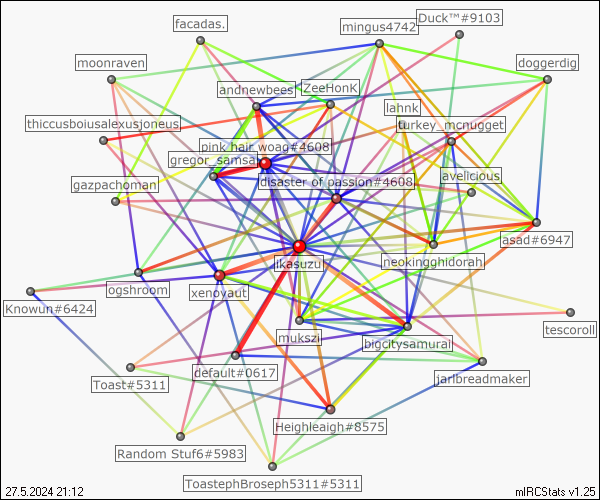 facadas.
mingus4742
Duck™#9103
moonraven
doggerdig
andnewbees
ZeeHonK
lahnk
thiccusboiusalexusjoneus
turkey_mcnugget
pink_hair_woag#4608
gregor_samsa
avelicious
gazpachoman
disaster_of_passion#4608
asad#6947
jkasuzu
neokingghidorah
ogshroom
xenoyaut
Knowun#6424
tescoroll
mukszi
bigcitysamurai
default#0617
jarlbreadmaker
Toast#5311
Heighleigh#8575
Random Stuf6#5983
ToastephBroseph5311#5311
27.5.2024 21:12
mIRCStats v1.25